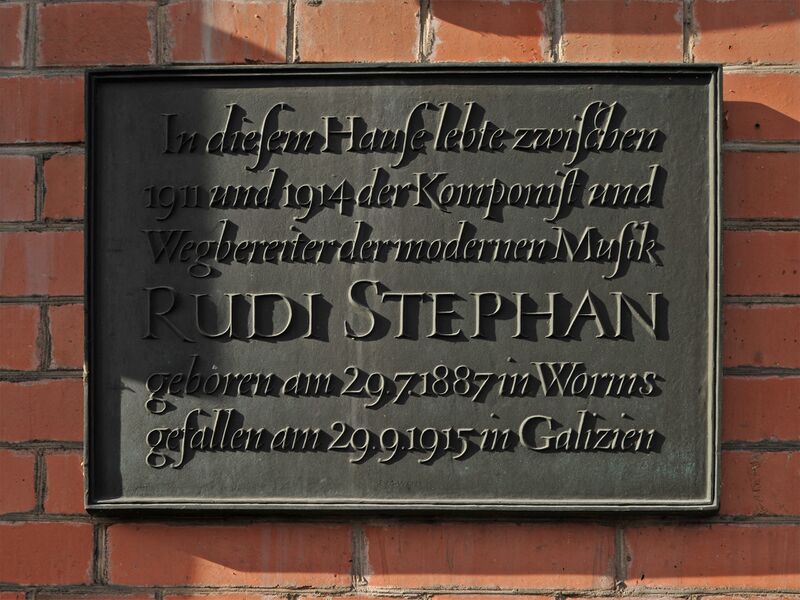 In dieſem Hauſe lebte zwiſchen
1911 und 1914 der Komponiſt und
Wegbereiter der modernen Muſik
RUDI STEPHAN
geboren am 29.7.1887 in Worms
gefallen am 29.9.1915 in Galizien